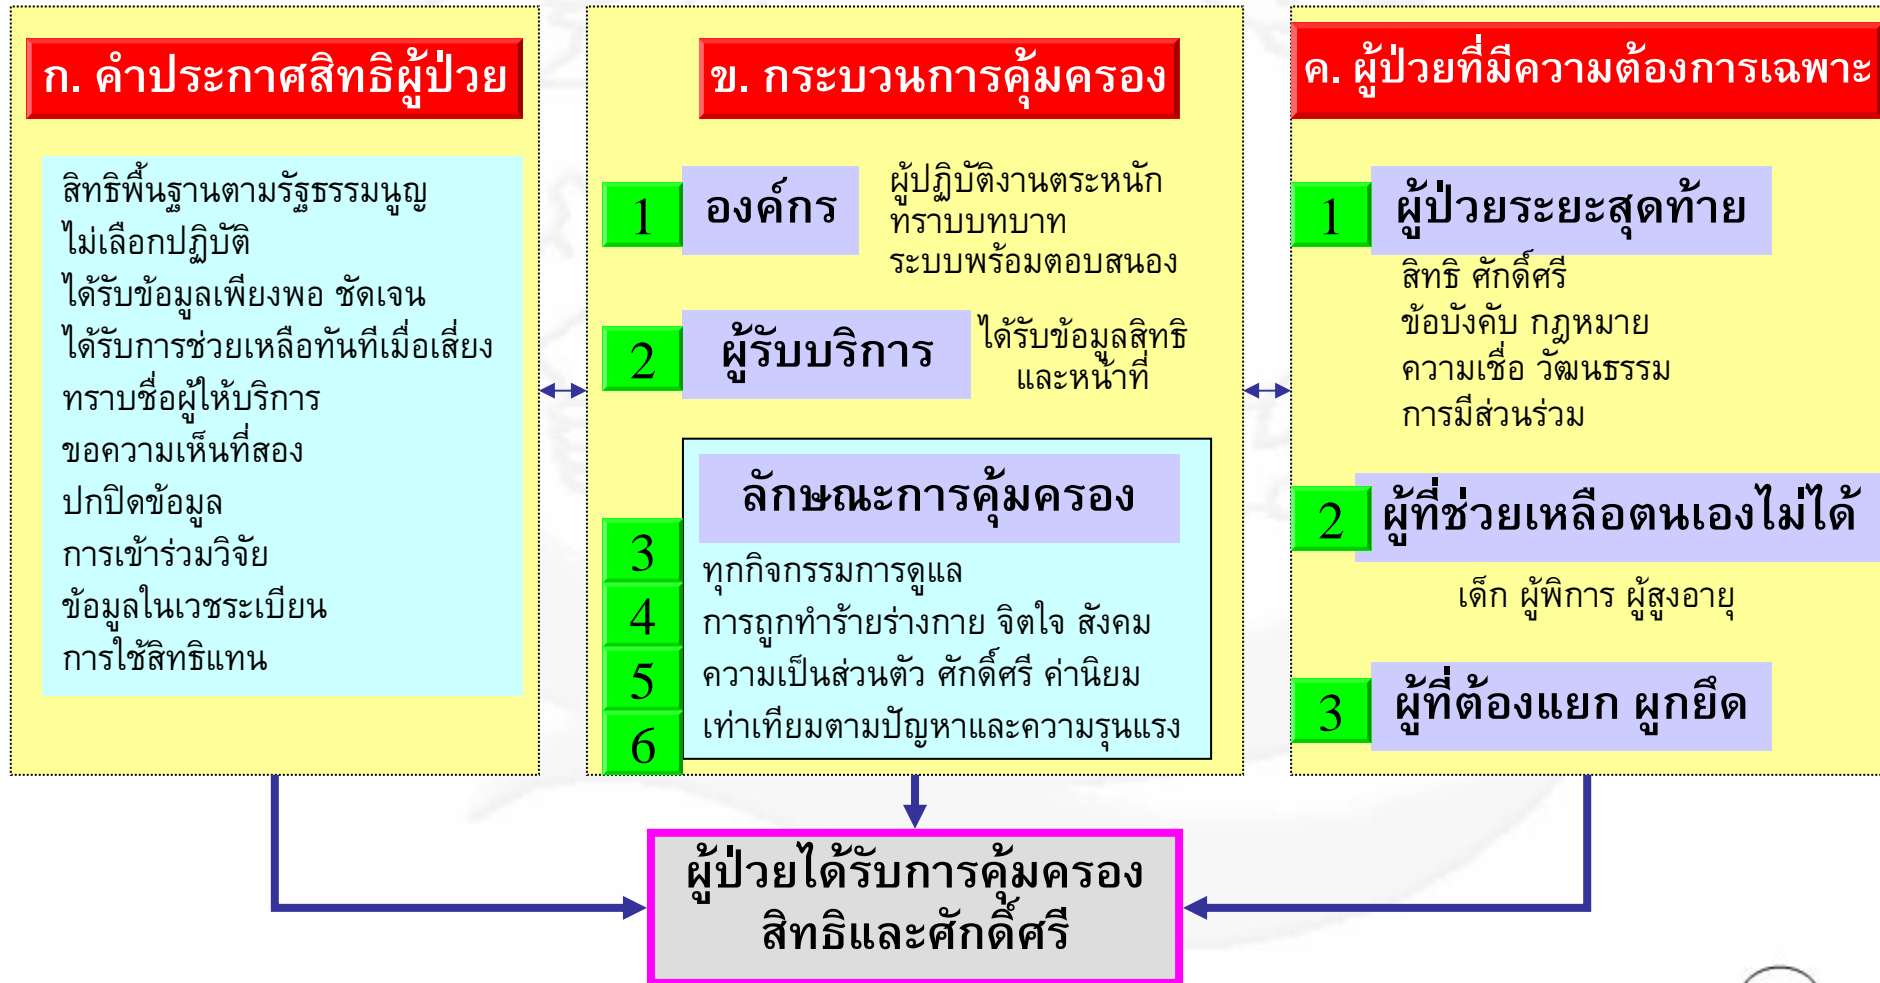 ก. คำประกาศสิทธิผู้ป่วย
สิทธิพื้นฐานตามรัฐธรรมนูญ
ไม่เลือกปฏิบัติ
ได้รับข้อมูลเพียงพอ ชัดเจน
ได้รับการช่วยเหลือทันทีเมื่อเสี่ยง
ทราบชื่อผู้ให้บริการ
ขอความเห็นที่สอง
ปกปิดข้อมูล
การเข้าร่วมวิจัย
ข้อมูลในเวชระเบียน
การใช้สิทธิแทน
ข. กระบวนการคุ้มครอง
1 องค์กร
ผู้ปฏิบัติงานตระหนัก
ทราบบทบาท
ระบบพร้อมตอบสนอง
2 ผู้รับบริการ
ได้รับข้อมูลสิทธิ
และหน้าที่
ลักษณะการคุ้มครอง
3 ทุกกิจกรรมการดูแล
4 การถูกทำร้ายร่างกาย จิตใจ สังคม
5 ความเป็นส่วนตัว ศักดิ์ศรี ค่านิยม
6 เท่าเทียมตามปัญหาและความรุนแรง
ค. ผู้ป่วยที่มีความต้องการเฉพาะ
1 ผู้ป่วยระยะสุดท้าย
สิทธิ ศักดิ์ศรี
ข้อบังคับ กฎหมาย
ความเชื่อ วัฒนธรรม
การมีส่วนร่วม
2 ผู้ที่ช่วยเหลือตนเองไม่ได้
เด็ก ผู้พิการ ผู้สูงอายุ
3 ผู้ที่ต้องแยก ผูกยึด
ผู้ป่วยได้รับการคุ้มครอง
สิทธิและศักดิ์ศรี